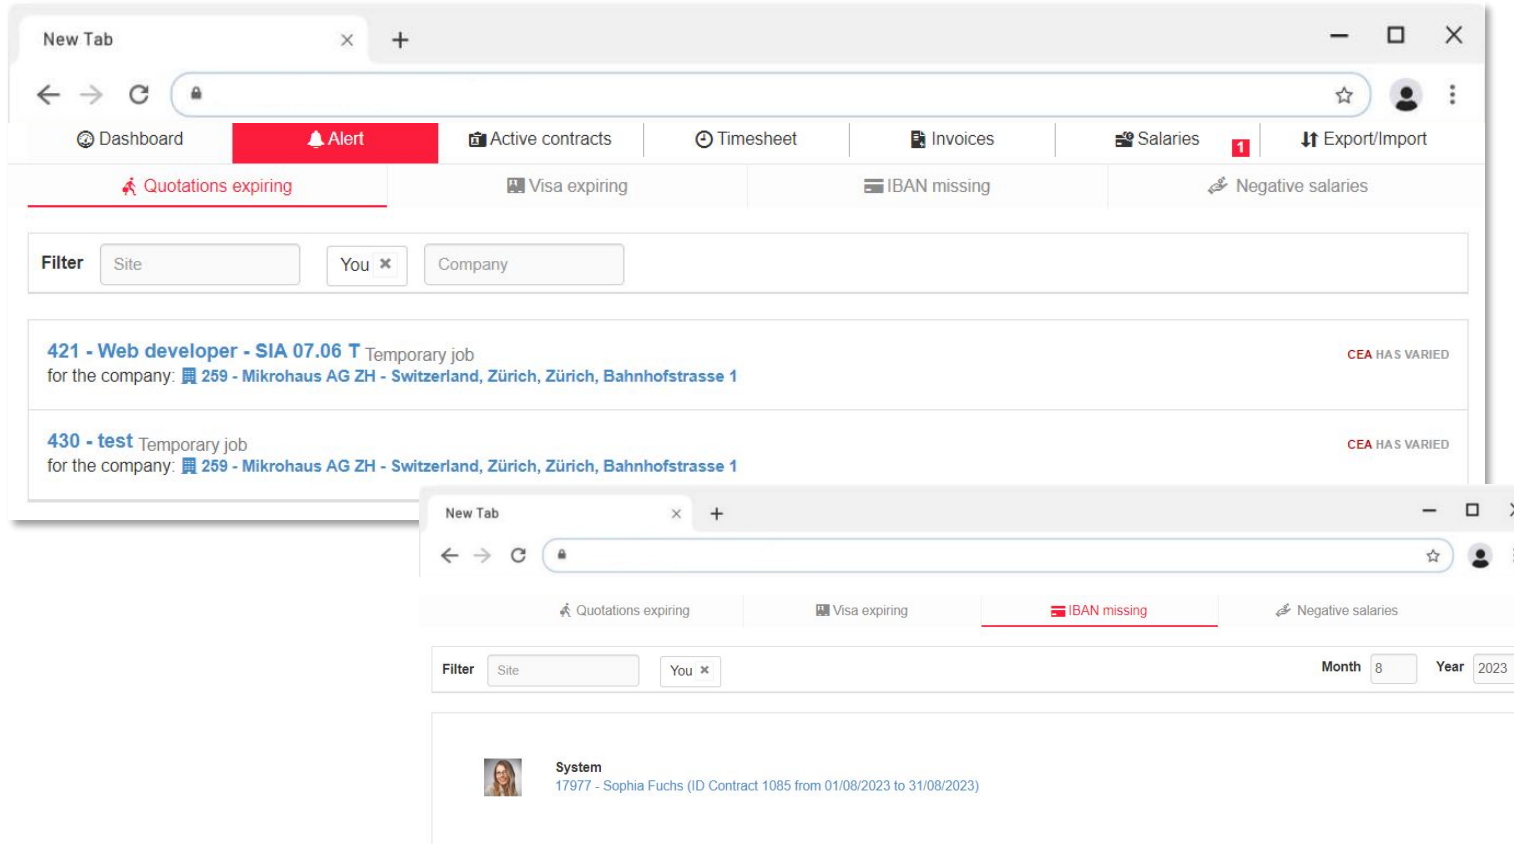 New Tab
Dashboard Alert Active contracts Timesheet Invoices Salaries 1 Export/Import
Quotations expiring Visa expiring IBAN missing Negative salaries
Filter Site You Company
421 - Web developer - SIA 07.06 T Temporary job CEA HAS VARIED
for the company: 259 - Mikrohaus AG ZH - Switzerland, Zürich, Zürich, Bahnhofstrasse 1
430 - test Temporary job CEA HAS VARIED
for the company: 259 - Mikrohaus AG ZH - Switzerland, Zürich, Zürich, Bahnhofstrasse 1
New Tab
Quotations expiring Visa expiring IBAN missing Negative salaries
Filter Site You Month 8 Year 2023
System
17977 - Sophia Fuchs (ID Contract 1085 from 01/08/2023 to 31/08/2023)